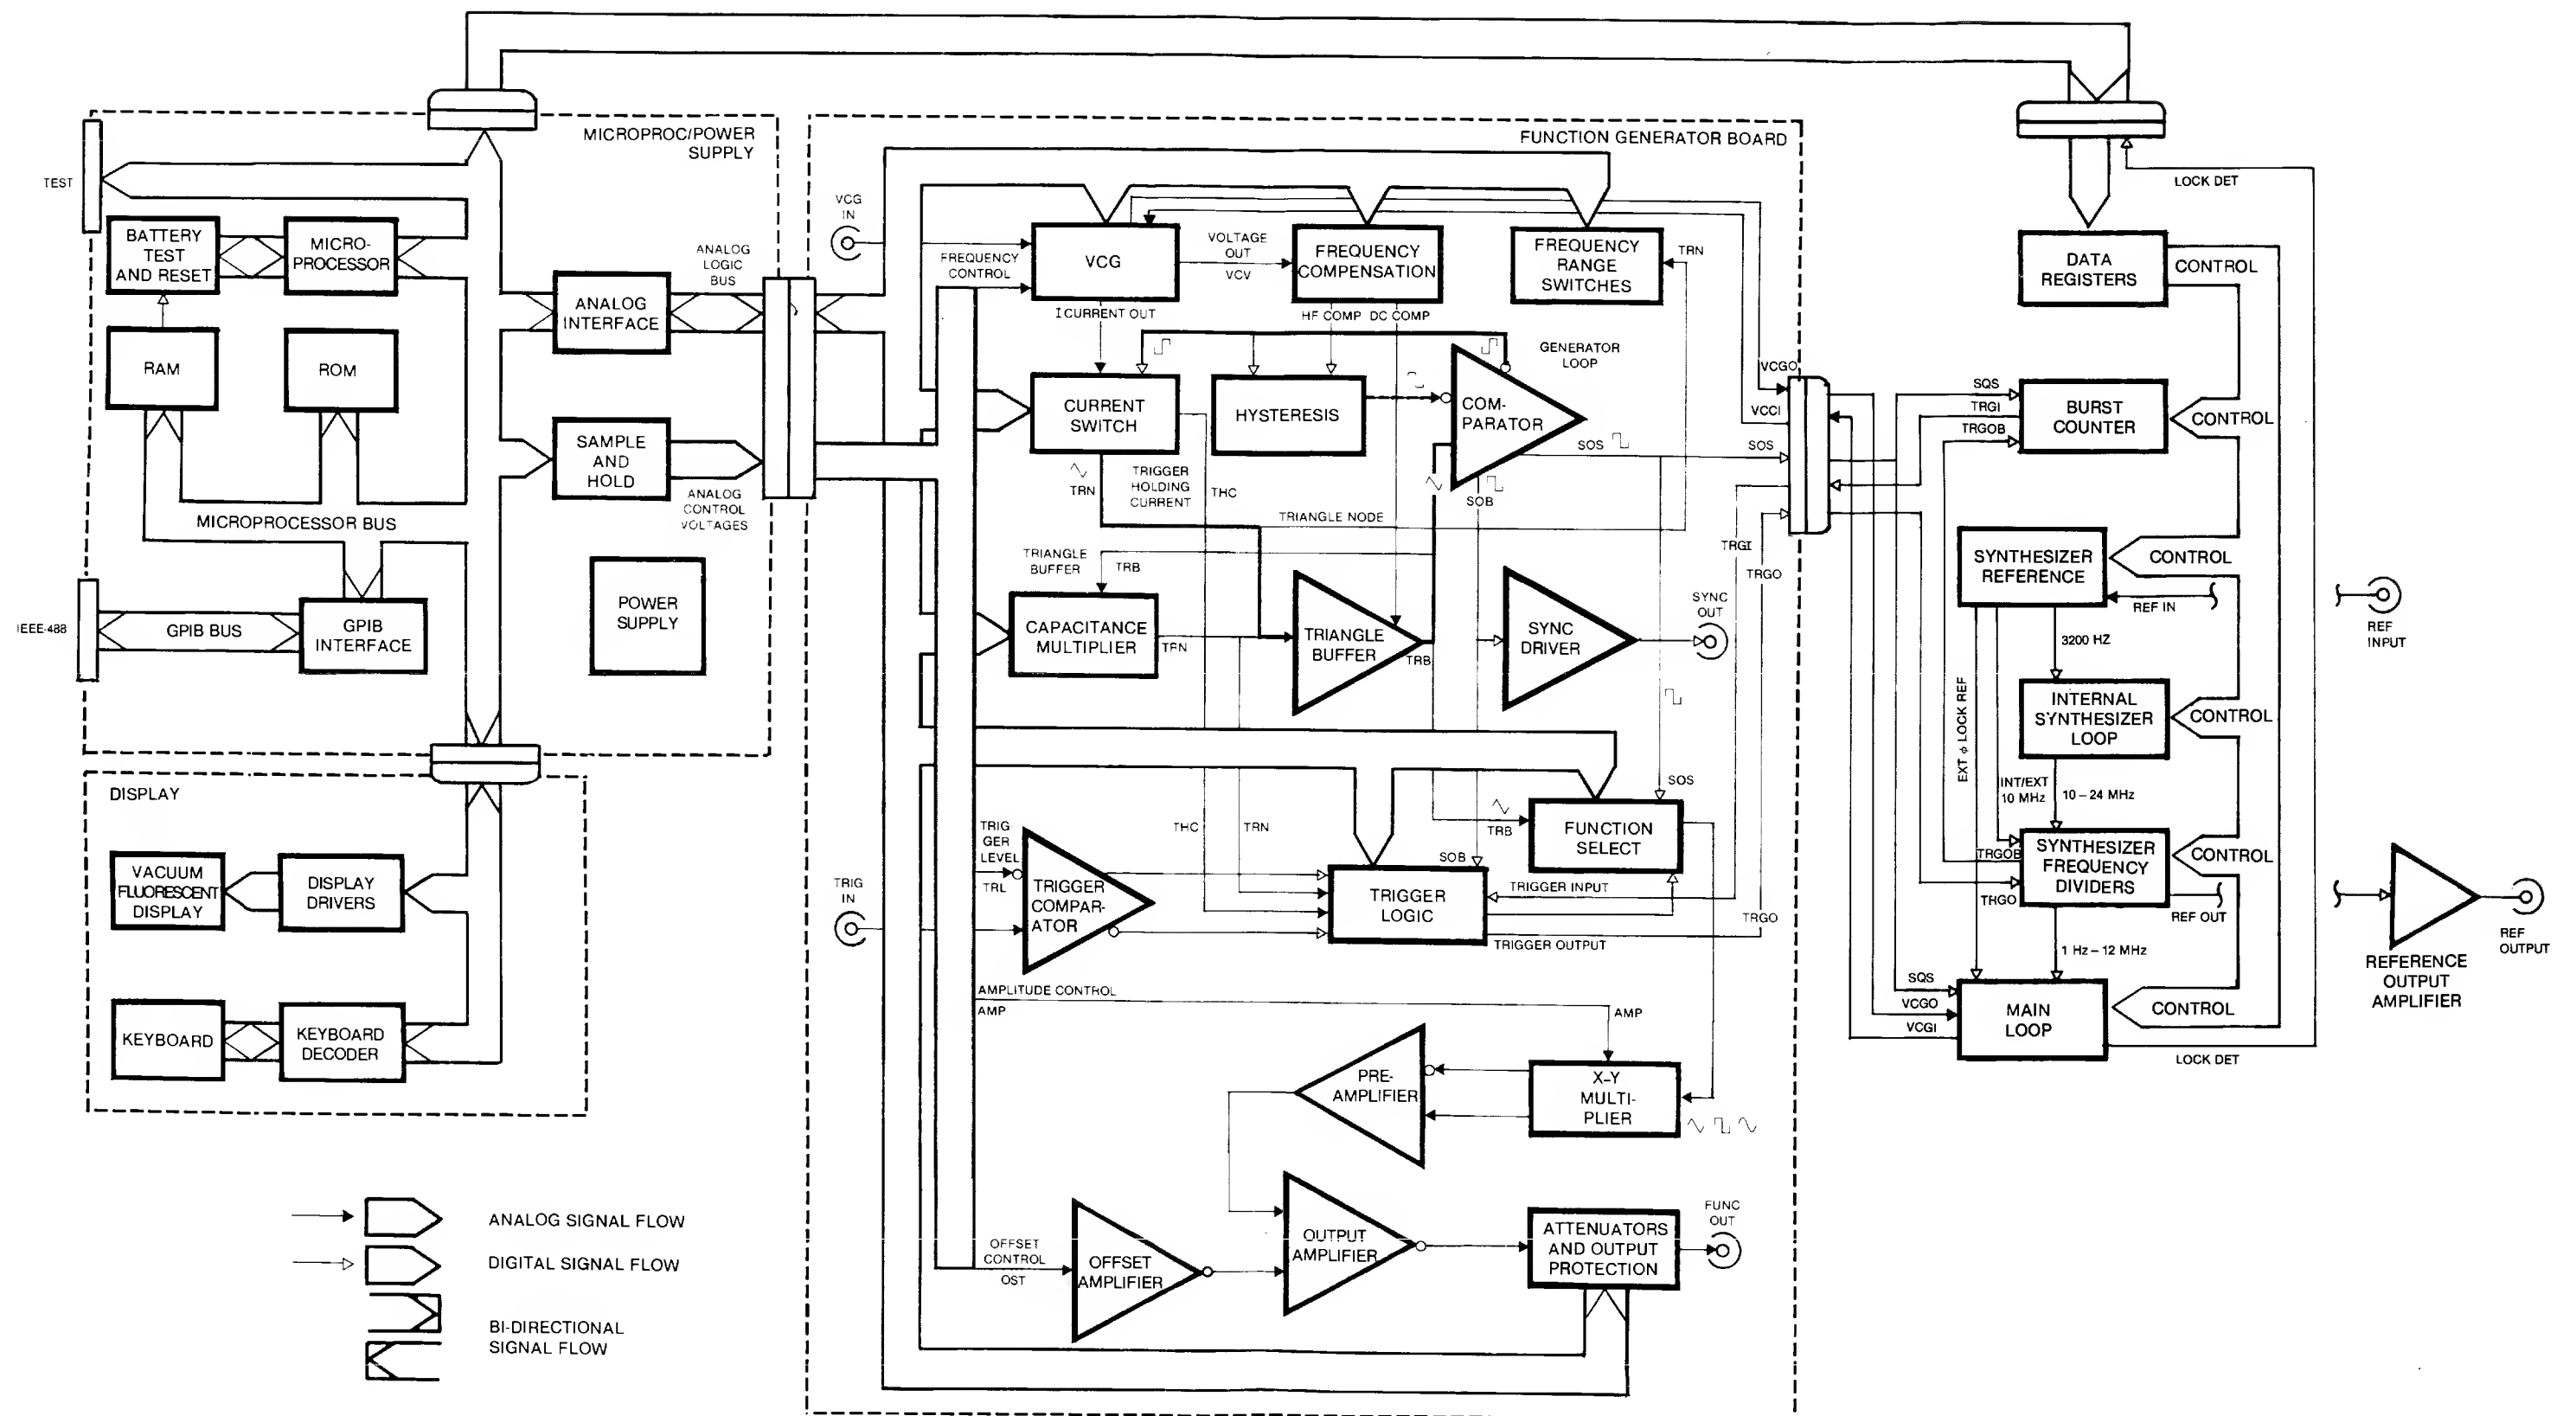 MICROPROC/POWER
SUPPLY
TEST
BATTERY
TEST
AND RESET
MICRO-
PROCESSOR
RAM
ROM
ANALOG
LOGIC
BUS
ANALOG
INTERFACE
SAMPLE
AND
HOLD
ANALOG
CONTROL
VOLTAGES
MICROPROCESSOR BUS
POWER
SUPPLY
IEEE-488
GPIB BUS
GPIB
INTERFACE
DISPLAY
VACUUM
FLUORESCENT
DISPLAY
DISPLAY
DRIVERS
KEYBOARD
KEYBOARD
DECODER
ANALOG SIGNAL FLOW
DIGITAL SIGNAL FLOW
BI-DIRECTIONAL
SIGNAL FLOW
FUNCTION GENERATOR BOARD
VCG
IN
FREQUENCY
CONTROL
VCG
VOLTAGE
OUT
VCV
FREQUENCY
COMPENSATION
FREQUENCY
RANGE
SWITCHES
TRN
I CURRENT OUT
HF COMP
DC COMP
GENERATOR
LOOP
CURRENT
SWITCH
HYSTERESIS
COM-
PARATOR
SOS
SOS
TRN
TRIGGER
HOLDING
CURRENT
THC
SOB
TRIANGLE NODE
TRIANGLE
BUFFER
TRB
CAPACITANCE
MULTIPLIER
TRN
TRIANGLE
BUFFER
TRB
SYNC
DRIVER
SYNC
OUT
VCGO
VCCI
TRGI
TRGO
SOS
TRB
FUNCTION
SELECT
THC
TRN
SOB
TRIG
GER
LEVEL
TRL
TRIG
IN
TRIGGER
COMPAR-
ATOR
TRIGGER
LOGIC
TRIGGER INPUT
TRIGGER OUTPUT
TRGO
AMPLITUDE CONTROL
AMP
AMP
PRE-
AMPLIFIER
X-Y
MULTI-
PLIER
OFFSET
CONTROL
OST
OFFSET
AMPLIFIER
OUTPUT
AMPLIFIER
ATTENUATORS
AND OUTPUT
PROTECTION
FUNC
OUT
LOCK DET
DATA
REGISTERS
CONTROL
SQS
TRGI
TRGOB
BURST
COUNTER
CONTROL
SYNTHESIZER
REFERENCE
CONTROL
REF IN
3200 HZ
EXT ϕ LOCK REF
INTERNAL
SYNTHESIZER
LOOP
CONTROL
INT/EXT
10 MHz
10 – 24 MHz
TRGOB
SYNTHESIZER
FREQUENCY
DIVIDERS
CONTROL
TRGO
REF OUT
1 Hz – 12 MHz
SQS
VCGO
VCGI
MAIN
LOOP
CONTROL
LOCK DET
REF
INPUT
REFERENCE
OUTPUT
AMPLIFIER
REF
OUTPUT